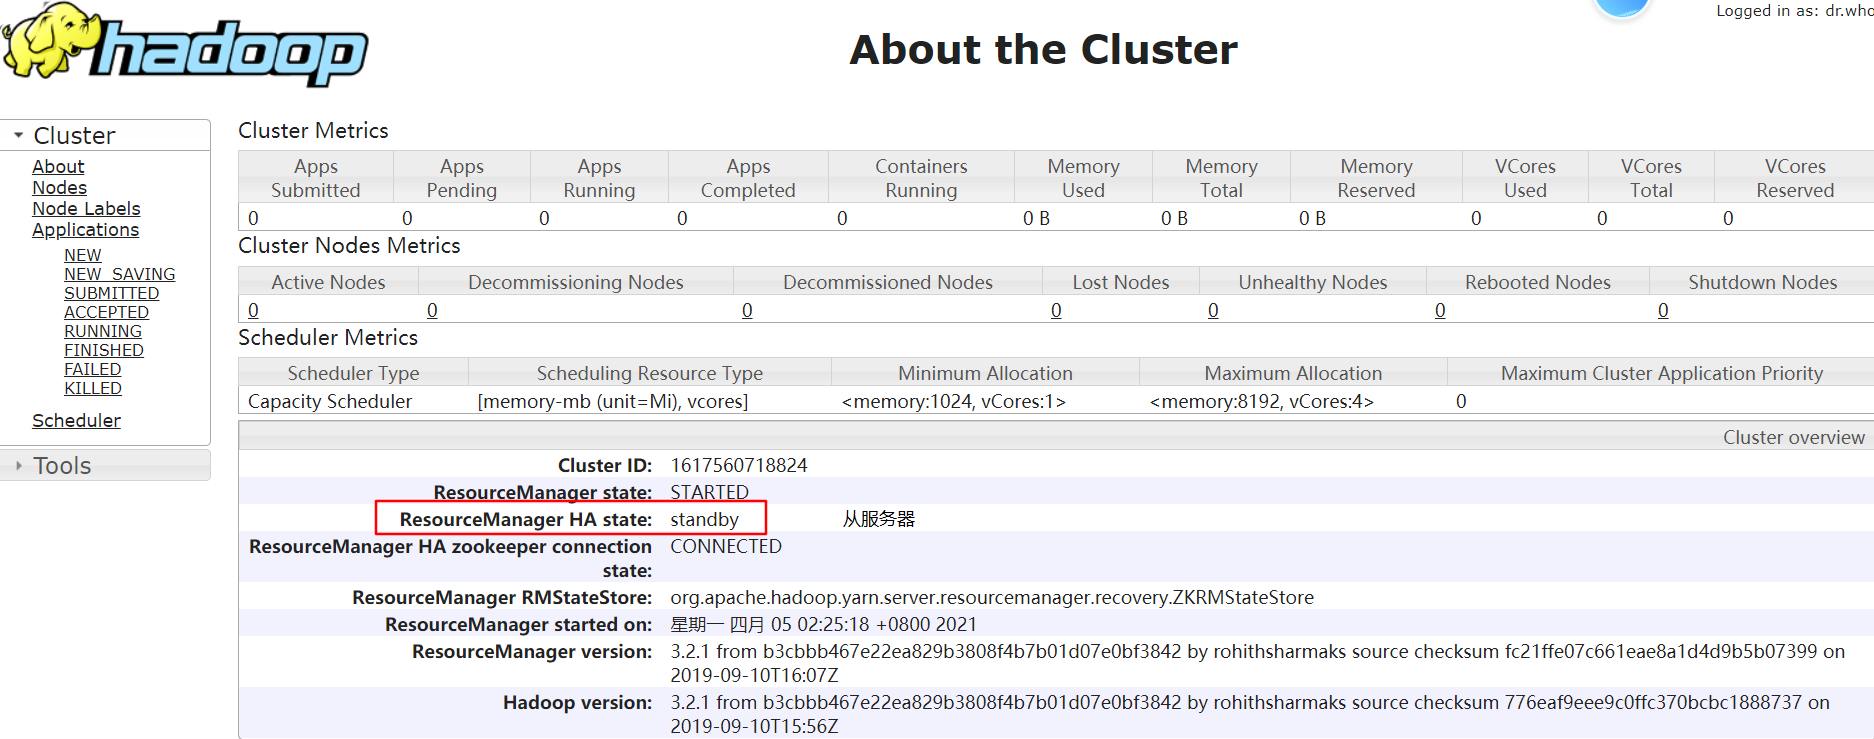 hadoop
Logged in as: dr.who
About the Cluster
Cluster
About
Nodes
Node Labels
Applications
NEW
NEW_SAVING
SUBMITTED
ACCEPTED
RUNNING
FINISHED
FAILED
KILLED
Scheduler
Tools
Cluster Metrics
Apps Submitted Apps Pending Apps Running Apps Completed Containers Running Memory Used Memory Total Memory Reserved VCores Used VCores Total VCores Reserved
0 0 0 0 0 0 B 0 B 0 B 0 0 0
Cluster Nodes Metrics
Active Nodes Decommissioning Nodes Decommissioned Nodes Lost Nodes Unhealthy Nodes Rebooted Nodes Shutdown Nodes
0 0 0 0 0 0 0
Scheduler Metrics
Scheduler Type Scheduling Resource Type Minimum Allocation Maximum Allocation Maximum Cluster Application Priority
Capacity Scheduler [memory-mb (unit=Mi), vcores] <memory:1024, vCores:1> <memory:8192, vCores:4> 0
Cluster overview
Cluster ID: 1617560718824
ResourceManager state: STARTED
ResourceManager HA state: standby 从服务器
ResourceManager HA zookeeper connection state: CONNECTED
ResourceManager RMStateStore: org.apache.hadoop.yarn.server.resourcemanager.recovery.ZKRMStateStore
ResourceManager started on: 星期一 四月 05 02:25:18 +0800 2021
ResourceManager version: 3.2.1 from b3cbbb467e22ea829b3808f4b7b01d07e0bf3842 by rohithsharmaks source checksum fc21ffe07c661eae8a1d4d9b5b07399 on
2019-09-10T16:07Z
Hadoop version: 3.2.1 from b3cbbb467e22ea829b3808f4b7b01d07e0bf3842 by rohithsharmaks source checksum 776eaf9eee9c0ffc370bcbc1888737 on
2019-09-10T15:56Z